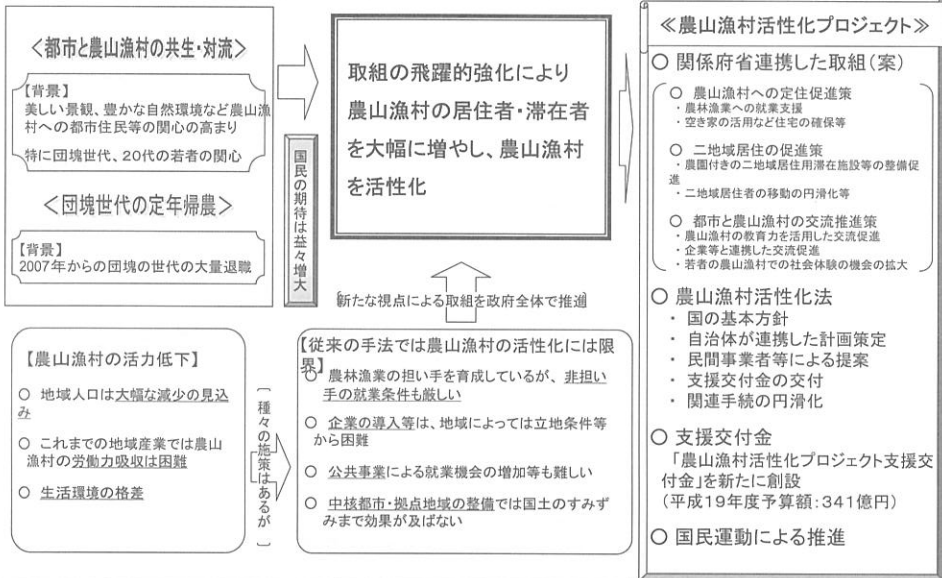 ＜都市と農山漁村の共生・対流＞
【背景】
美しい景観、豊かな自然環境など農山漁
村への都市住民等の関心の高まり
特に団塊世代、20代の若者の関心
＜団塊世代の定年帰農＞
【背景】
2007年からの団塊の世代の大量退職
国民の期待は益々増大
取組の飛躍的強化により
農山漁村の居住者・滞在者
を大幅に増やし、農山漁村
を活性化
新たな視点による取組を政府全体で推進
【農山漁村の活力低下】
○ 地域人口は大幅な減少の見込
み
○ これまでの地域産業では農山
漁村の労働力吸収は困難
○ 生活環境の格差
〔種々の施策はあるが〕
【従来の手法では農山漁村の活性化には限
界】
○ 農林漁業の担い手を育成しているが、非担い
手の就業条件も厳しい
○ 企業の導入等は、地域によっては立地条件等
から困難
○ 公共事業による就業機会の増加等も難しい
○ 中核都市・拠点地域の整備では国土のすみず
みまで効果が及ばない
≪農山漁村活性化プロジェクト≫
○ 関係府省連携した取組（案）
○ 農山漁村への定住促進策
・農林漁業への就業支援
・空き家の活用など住宅の確保等
○ 二地域居住の促進策
・農園付きの二地域居住用滞在施設等の整備促
進
・二地域居住者の移動の円滑化等
○ 都市と農山漁村の交流推進策
・農山漁村の教育力を活用した交流促進
・企業等と連携した交流促進
・若者の農山漁村での社会体験の機会の拡大
○ 農山漁村活性化法
・ 国の基本方針
・ 自治体が連携した計画策定
・ 民間事業者等による提案
・ 支援交付金の交付
・ 関連手続の円滑化
○ 支援交付金
「農山漁村活性化プロジェクト支援交
付金」を新たに創設
（平成19年度予算額：341億円）
○ 国民運動による推進